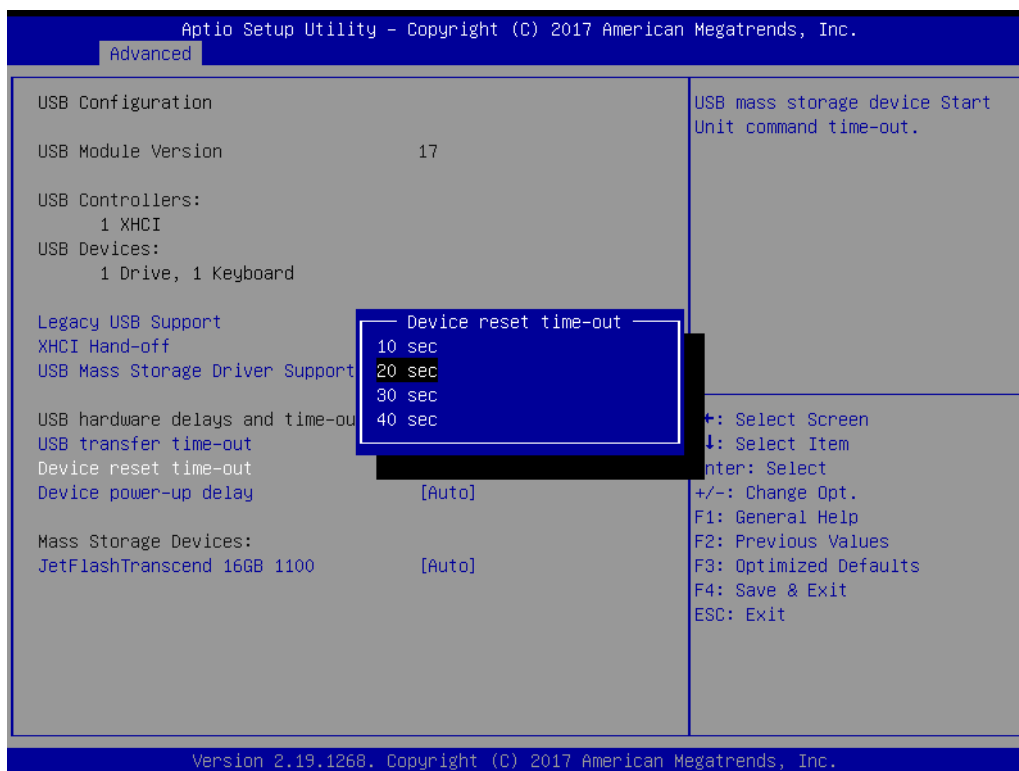 Aptio Setup Utility – Copyright (C) 2017 American Megatrends, Inc.
Advanced
USB Configuration
USB Module Version 17
USB Controllers:
1 XHCI
USB Devices:
1 Drive, 1 Keyboard
Legacy USB Support
XHCI Hand-off
USB Mass Storage Driver Support
USB hardware delays and time-ou
USB transfer time-out
Device reset time-out
Device power-up delay [Auto]
Mass Storage Devices:
JetFlashTranscend 16GB 1100 [Auto]
Device reset time-out
10 sec
20 sec
30 sec
40 sec
USB mass storage device Start
Unit command time-out.
: Select Screen
: Select Item
nter: Select
+/-: Change Opt.
F1: General Help
F2: Previous Values
F3: Optimized Defaults
F4: Save & Exit
ESC: Exit
Version 2.19.1268. Copyright (C) 2017 American Megatrends, Inc.